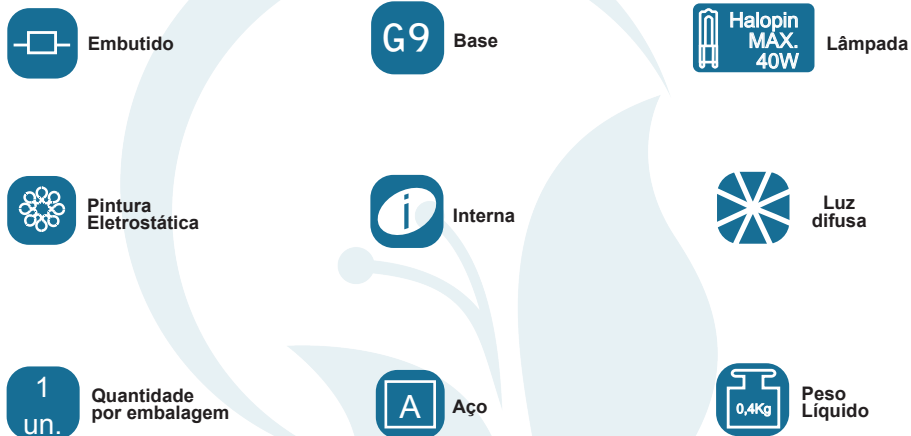 Embutido
G9
Base
Halopin
MÁX.
40W
Lâmpada
Pintura
Eletrostática
i
Interna
Luz
difusa
1
un.
Quantidade
por embalagem
A
Aço
0,4Kg
Peso
Líquido